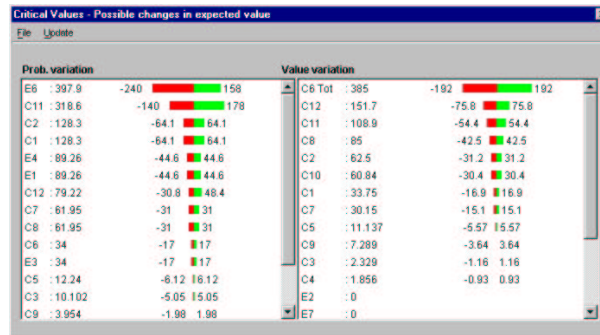 Critical Values - Possible changes in expected value
File Update
Prob. variation
E6 : 397.9 -240 158
C11 : 318.6 -140 178
C2 : 128.3 -64.1 64.1
C1 : 128.3 -64.1 64.1
E4 : 89.26 -44.6 44.6
E1 : 89.26 -44.6 44.6
C12 : 79.22 -30.8 48.4
C7 : 61.95 -31 31
C8 : 61.95 -31 31
C6 : 34 -17 17
E3 : 34 -17 17
C5 : 12.24 -6.12 6.12
C3 : 10.102 -5.05 5.05
C9 : 3.954 -1.98 1.98
Value variation
C6 Tot : 385 -192 192
C12 : 151.7 -75.8 75.8
C11 : 108.9 -54.4 54.4
C8 : 85 -42.5 42.5
C2 : 62.5 -31.2 31.2
C10 : 60.84 -30.4 30.4
C1 : 33.75 -16.9 16.9
C7 : 30.15 -15.1 15.1
C5 : 11.137 -5.57 5.57
C9 : 7.289 -3.64 3.64
C3 : 2.329 -1.16 1.16
C4 : 1.856 -0.93 0.93
E2 : 0
E7 : 0